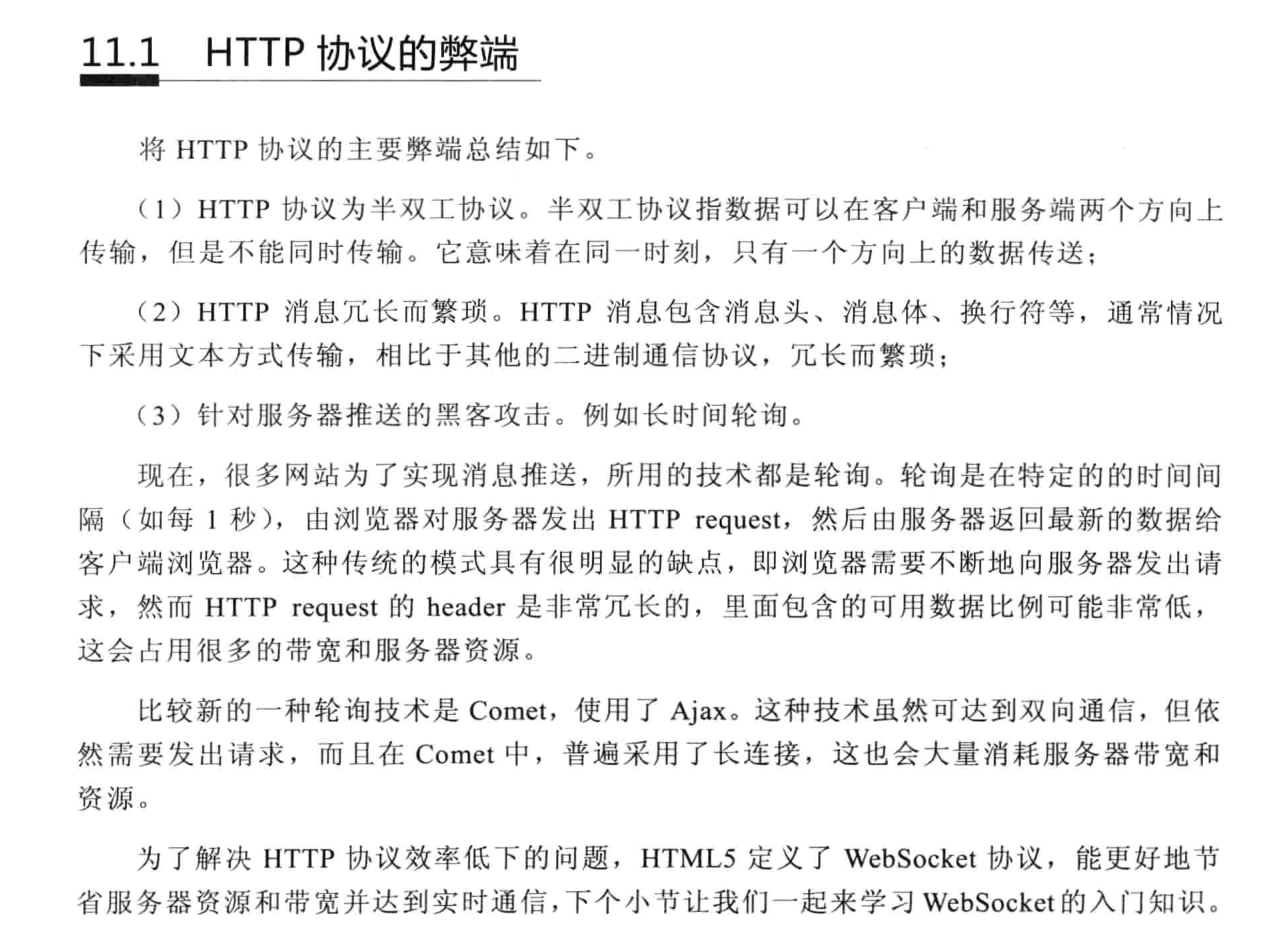 11.1 HTTP 协议的弊端
将 HTTP 协议的主要弊端总结如下。
（1）HTTP 协议为半双工协议。半双工协议指数据可以在客户端和服务端两个方向上
传输，但是不能同时传输。它意味着在同一时刻，只有一个方向上的数据传送；
（2）HTTP 消息冗长而繁琐。HTTP 消息包含消息头、消息体、换行符等，通常情况
下采用文本方式传输，相比于其他的二进制通信协议，冗长而繁琐；
（3）针对服务器推送的黑客攻击。例如长时间轮询。
现在，很多网站为了实现消息推送，所用的技术都是轮询。轮询是在特定的的时间间
隔（如每 1 秒），由浏览器对服务器发出 HTTP request，然后由服务器返回最新的数据给
客户端浏览器。这种传统的模式具有很明显的缺点，即浏览器需要不断地向服务器发出请
求，然而 HTTP request 的 header 是非常冗长的，里面包含的可用数据比例可能非常低，
这会占用很多的带宽和服务器资源。
比较新的一种轮询技术是 Comet，使用了 Ajax。这种技术虽然可达到双向通信，但依
然需要发出请求，而且在 Comet 中，普遍采用了长连接，这也会大量消耗服务器带宽和
资源。
为了解决 HTTP 协议效率低下的问题，HTML5 定义了 WebSocket 协议，能更好地节
省服务器资源和带宽并达到实时通信，下个小节让我们一起来学习 WebSocket 的入门知识。